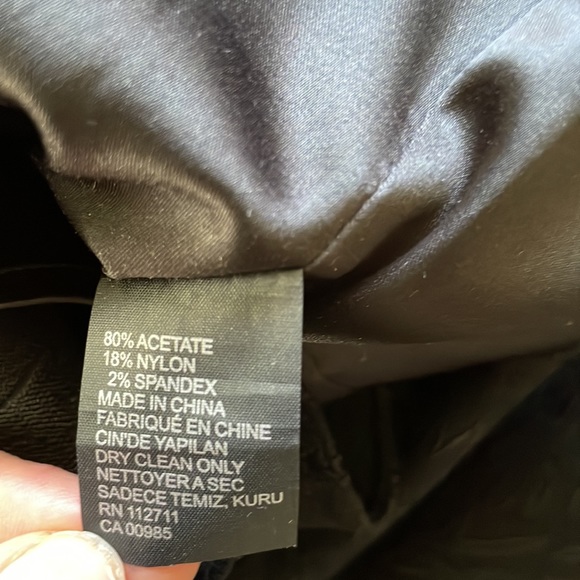 80% ACETATE
18% NYLON
2% SPANDEX
MADE IN CHINA
FABRIQUÉ EN CHINE
CIN'DE YAPILAN
DRY CLEAN ONLY
NETTOYER A SEC
SADECE TEMIZ, KURU
RN 112711
CA 00985